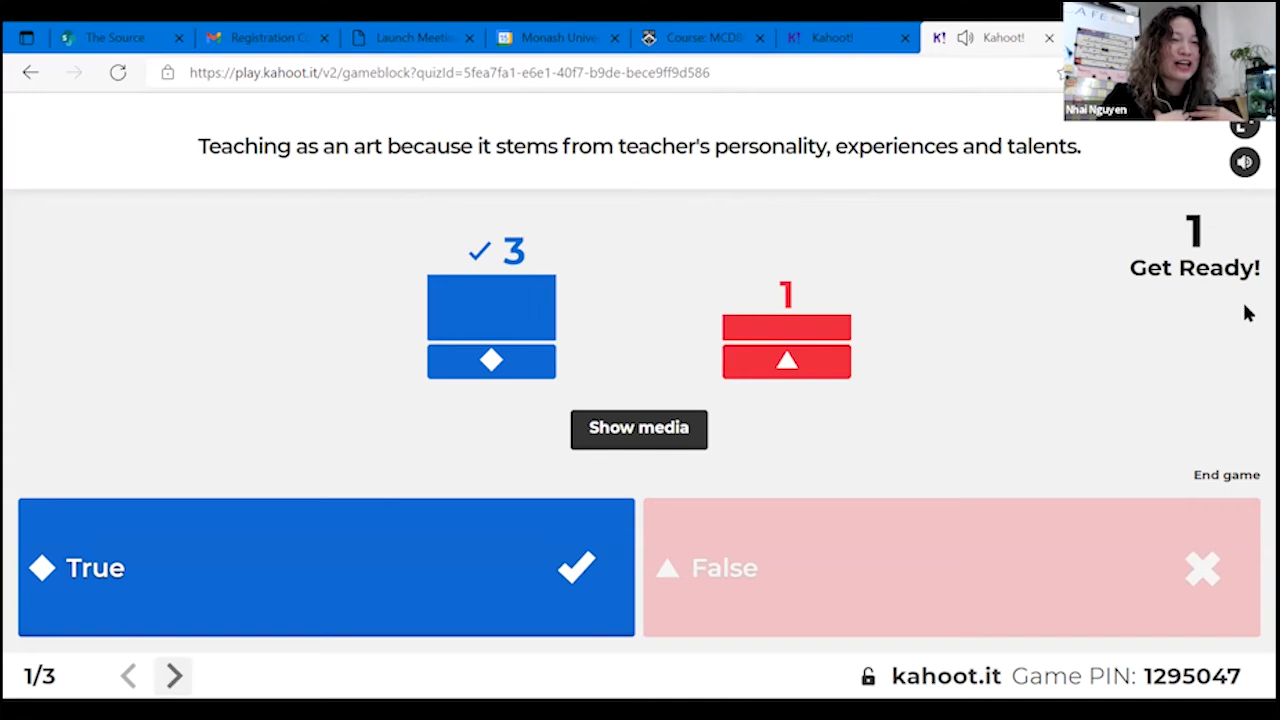 The Source
Registration C
Launch Meetin
Monash Unive
Course: MCD8
Kahoot!
Kahoot!
https://play.kahoot.it/v2/gameblock?quizId=5fea7fa1-e6e1-40f7-b9de-bece9ff9d586
Nhai Nguyen
Teaching as an art because it stems from teacher's personality, experiences and talents.
3
1
1
Get Ready!
Show media
End game
True
False
1/3
kahoot.it Game PIN: 1295047